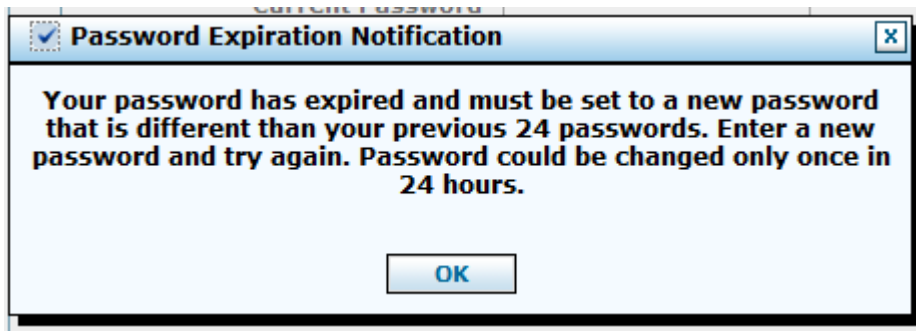 Current Password
Password Expiration Notification
Your password has expired and must be set to a new password
that is different than your previous 24 passwords. Enter a new
password and try again. Password could be changed only once in
24 hours.
OK